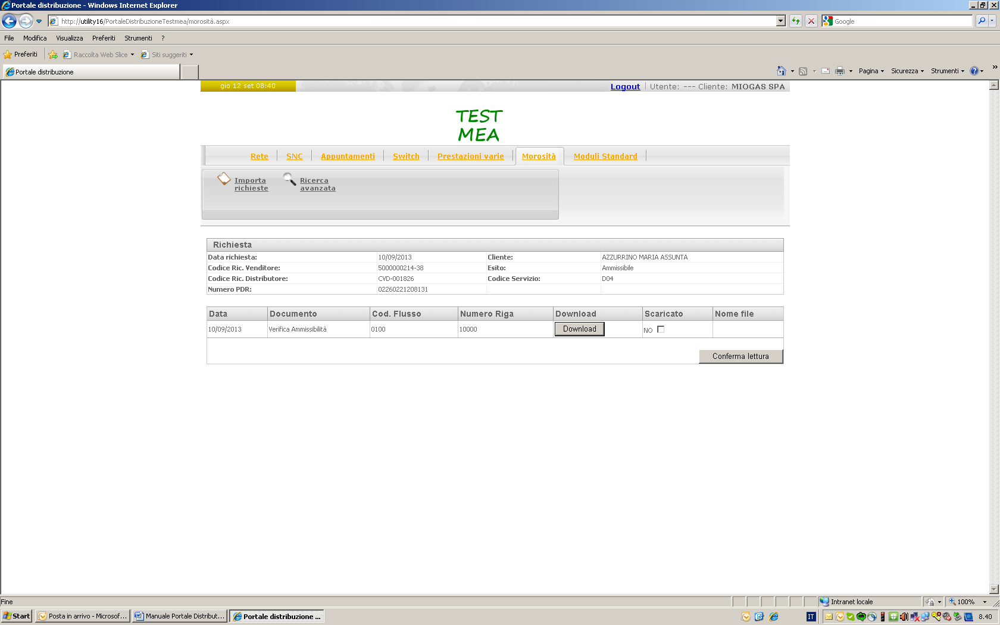 Portale distribuzione - Windows Internet Explorer
http://utility16/PortaleDistribuzioneTestmea/morosità.aspx
Google
File Modifica Visualizza Preferiti Strumenti ?
Preferiti Raccolta Web Slice Siti suggeriti
Portale distribuzione
Pagina Sicurezza Strumenti
gio 12 set 08:40
Logout Utente: --- Cliente: MIOGAS SPA
TEST
MEA
Rete SNC Appuntamenti Switch Prestazioni varie Morosità Moduli Standard
Importa richieste
Ricerca avanzata
Richiesta
Data richiesta: 10/09/2013 Cliente: AZZURRINO MARIA ASSUNTA
Codice Ric. Venditore: 5000000214-38 Esito: Ammissibile
Codice Ric. Distributore: CVD-001826 Codice Servizio: D04
Numero PDR: 02260221208131
Data Documento Cod. Flusso Numero Riga Download Scaricato Nome file
10/09/2013 Verifica Ammissibilità 0100 10000 Download NO
Conferma lettura
Fine Intranet locale 100%
Start Posta in arrivo - Microsof... Manuale Portale Distribut... Portale distribuzione ... IT 8.40